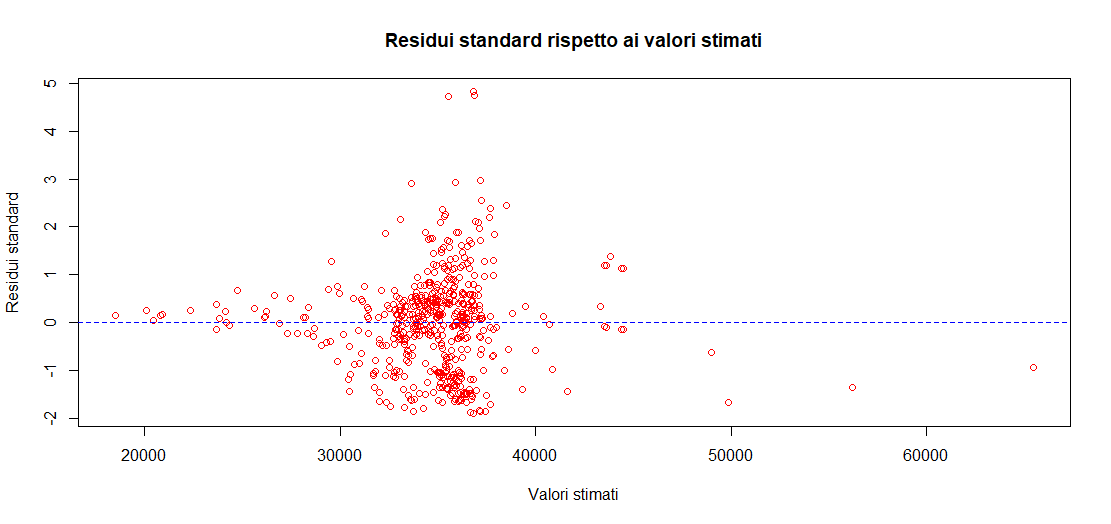 Residui standard rispetto ai valori stimati
Residui standard
5
4
3
2
1
0
-1
-2
20000 30000 40000 50000 60000
Valori stimati